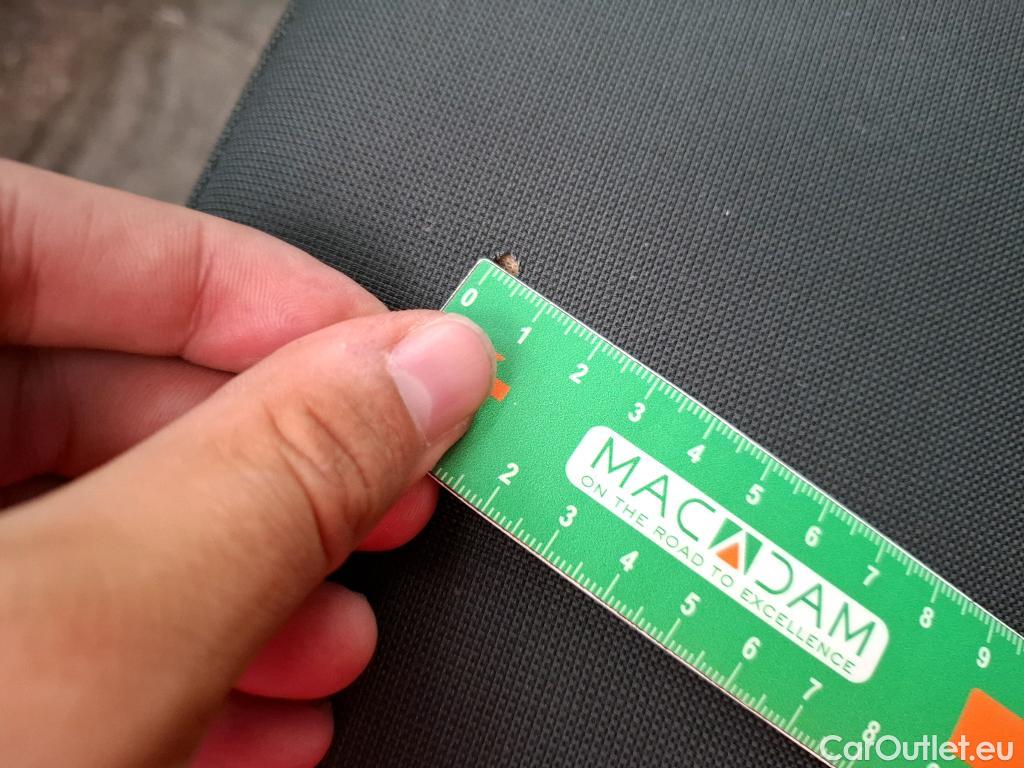 0 1 2 3 4 5 6 7 8 9
MACADAM
ON THE ROAD TO EXCELLENCE
2 3 4 5 6 7 8
CarOutlet.eu